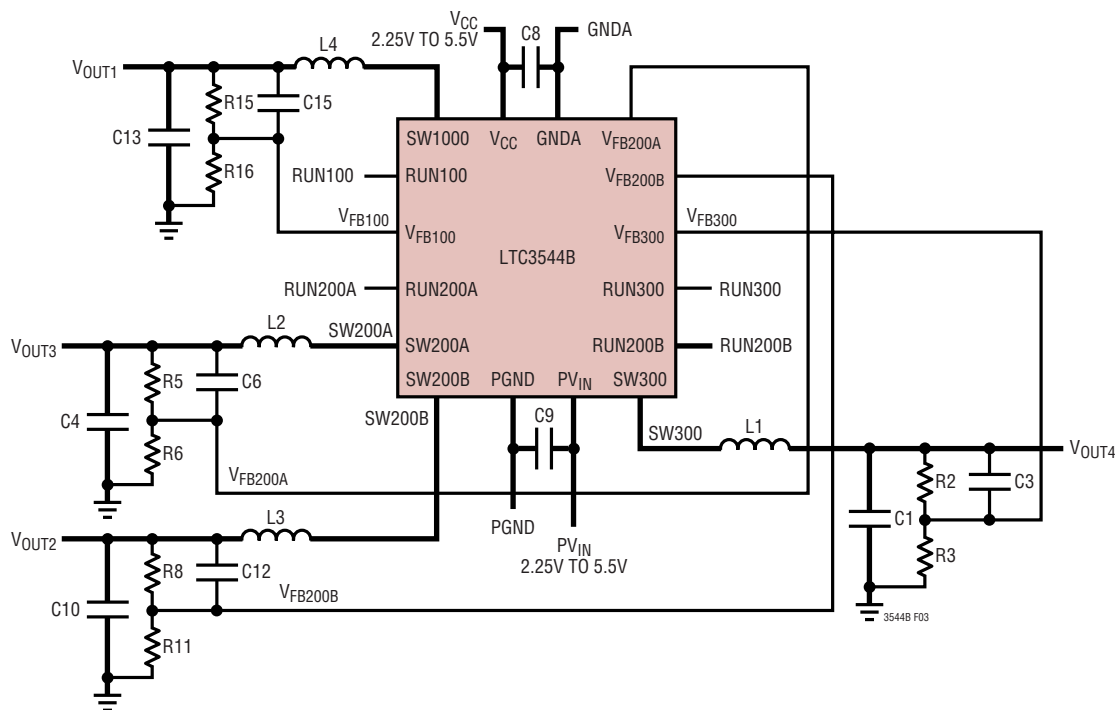 VCC
2.25V TO 5.5V
C8
GNDA
L4
VOUT1
R15
C15
C13
R16
SW1000
VCC
GNDA
VFB200A
RUN100
RUN100
VFB200B
VFB100
VFB100
VFB300
VFB300
LTC3544B
RUN200A
RUN200A
RUN300
RUN300
L2
SW200A
VOUT3
SW200A
RUN200B
RUN200B
R5
C6
SW200B
PGND
PVIN
SW300
C4
SW200B
C9
SW300
L1
R6
VOUT4
VFB200A
R2
C3
L3
PGND
C1
VOUT2
PVIN
2.25V TO 5.5V
R3
R8
C12
VFB200B
C10
3544B F03
R11